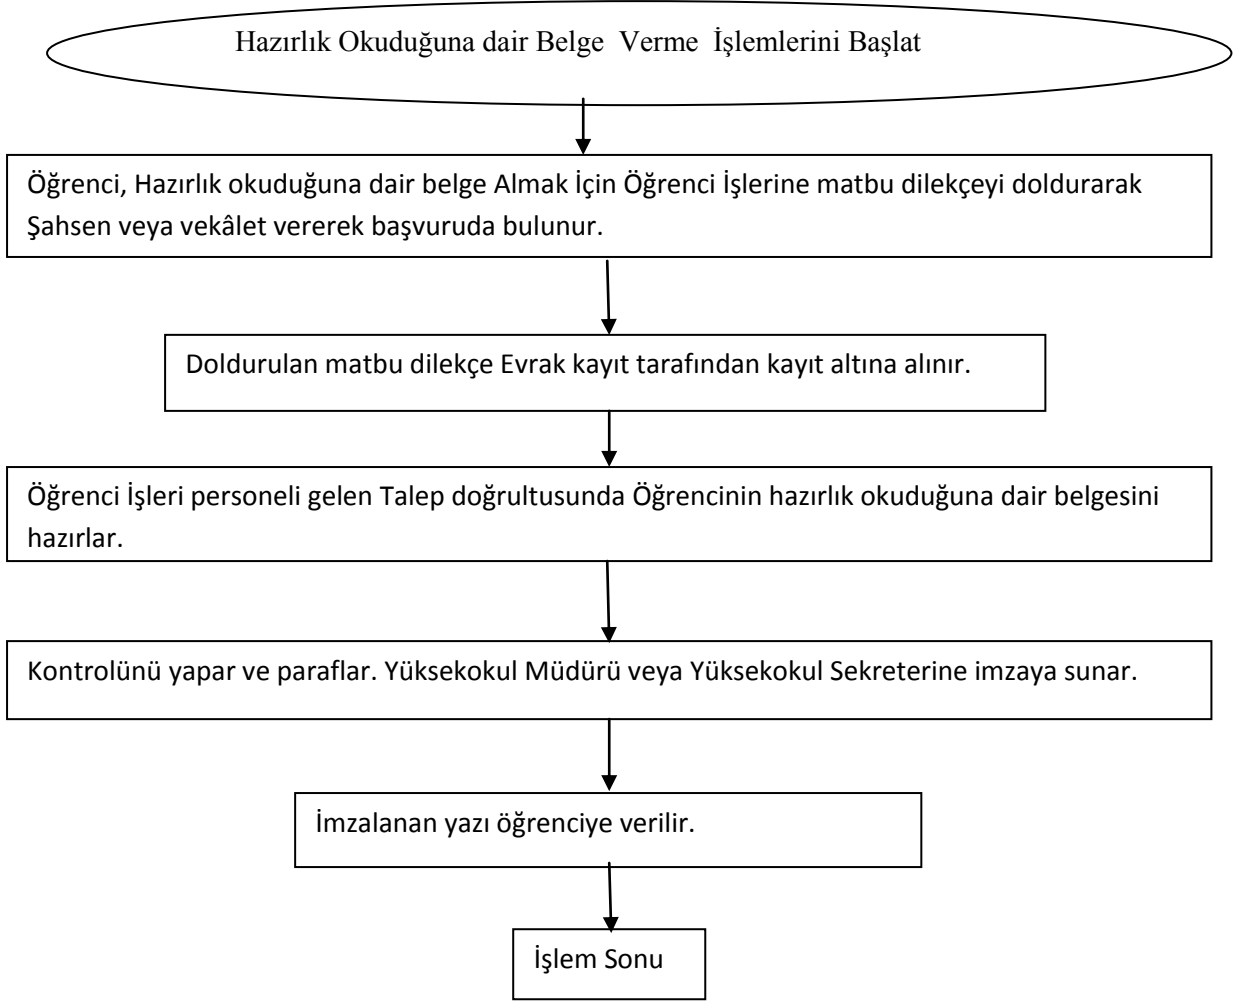 Hazırlık Okuduğuna dair Belge  Verme  İşlemlerini Başlat
Öğrenci, Hazırlık okuduğuna dair belge Almak İçin Öğrenci İşlerine matbu dilekçeyi doldurarak
Şahsen veya vekâlet vererek başvuruda bulunur.
Doldurulan matbu dilekçe Evrak kayıt tarafından kayıt altına alınır.
Öğrenci İşleri personeli gelen Talep doğrultusunda Öğrencinin hazırlık okuduğuna dair belgesini
hazırlar.
Kontrolünü yapar ve paraflar. Yüksekokul Müdürü veya Yüksekokul Sekreterine imzaya sunar.
İmzalanan yazı öğrenciye verilir.
İşlem Sonu